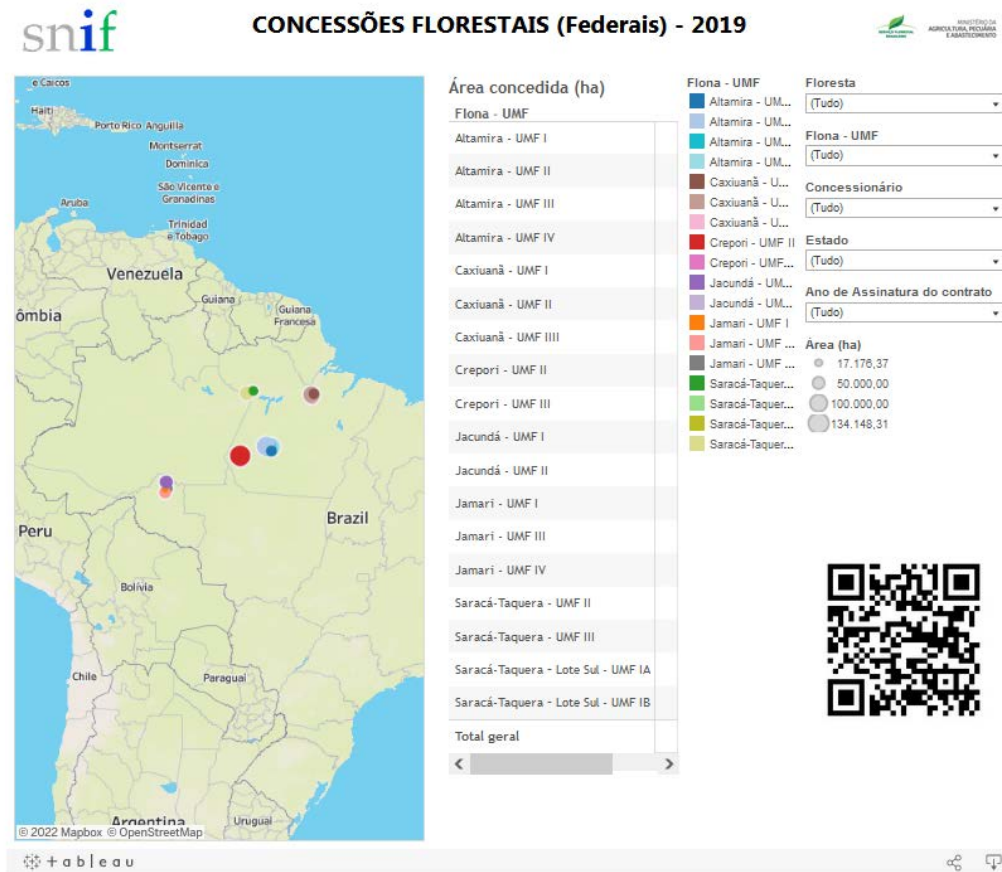 snif
CONCESSÕES FLORESTAIS (Federais) - 2019
SERVIÇO FLORESTAL
BRASILEIRO
MINISTÉRIO DA
AGRICULTURA, PECUÁRIA
E ABASTECIMENTO
e Caicos
Haiti
Porto Rico Anguilla
Montserrat
Dominica
São Vicente e
Granadinas
Aruba
Trinidad
e Tobago
Venezuela
Guiana
Guiana
Francesa
ômbia
Brazil
Peru
Bolívia
Chile
Paraguai
Argentina
Uruguai
© 2022 Mapbox © OpenStreetMap
Área concedida (ha)
Flona - UMF
Altamira - UMF I
Altamira - UMF II
Altamira - UMF III
Altamira - UMF IV
Caxiuanã - UMF I
Caxiuanã - UMF II
Caxiuanã - UMF IIII
Crepori - UMF II
Crepori - UMF III
Jacundá - UMF I
Jacundá - UMF II
Jamari - UMF I
Jamari - UMF III
Jamari - UMF IV
Saracá-Taquera - UMF II
Saracá-Taquera - UMF III
Saracá-Taquera - Lote Sul - UMF IA
Saracá-Taquera - Lote Sul - UMF IB
Total geral
Flona - UMF
Altamira - UM...
Altamira - UM...
Altamira - UM...
Altamira - UM...
Caxiuanã - U...
Caxiuanã - U...
Caxiuanã - U...
Crepori - UMF II
Crepori - UMF...
Jacundá - UM...
Jacundá - UM...
Jamari - UMF I
Jamari - UMF ...
Jamari - UMF ...
Saracá-Taquer...
Saracá-Taquer...
Saracá-Taquer...
Saracá-Taquer...
Floresta
(Tudo)
Flona - UMF
(Tudo)
Concessionário
(Tudo)
Estado
(Tudo)
Ano de Assinatura do contrato
(Tudo)
Área (ha)
17.176,37
50.000,00
100.000,00
134.148,31
+ableau